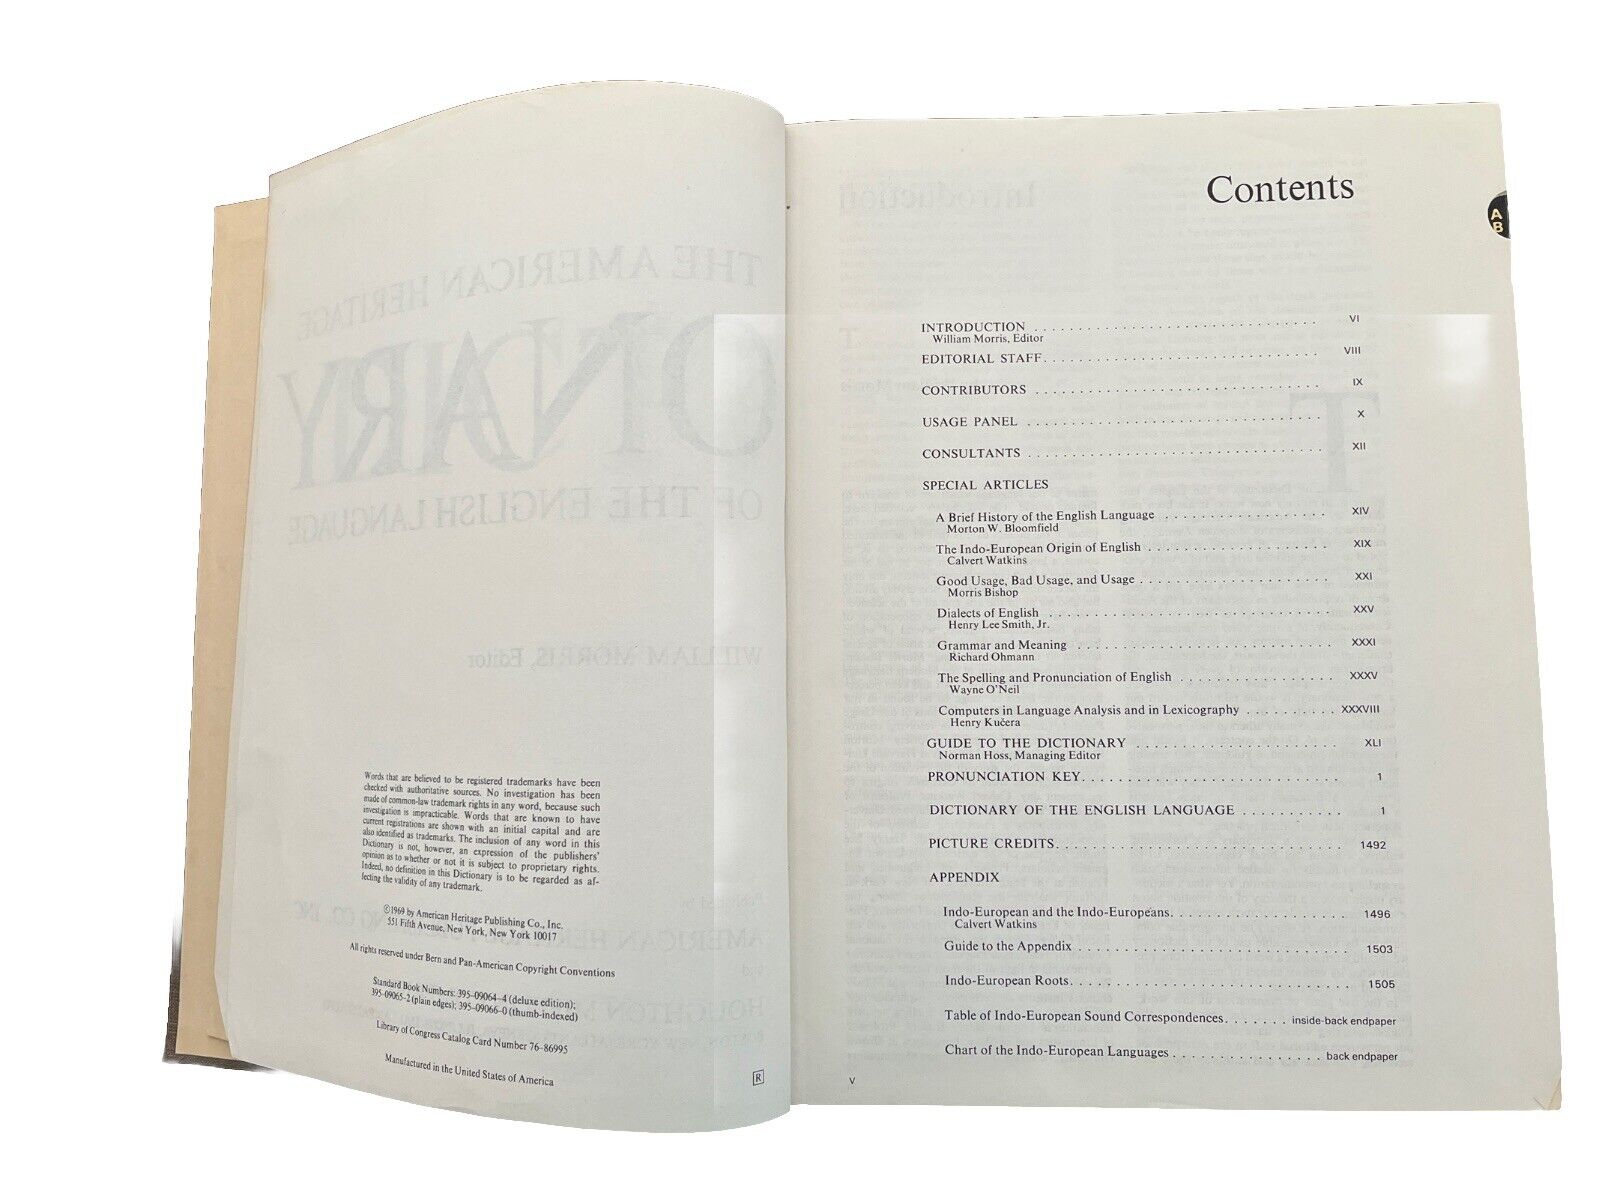 Words that are believed to be registered trademarks have been
checked with authoritative sources. No investigation has been
made of common-law trademark rights in any word, because such
investigation is impracticable. Words that are known to have
current registrations are shown with an initial capital and are
also identified as trademarks. The inclusion of any word in this
Dictionary is not, however, an expression of the publishers'
opinion as to whether or not it is subject to proprietary rights.
Indeed, no definition in this Dictionary is to be regarded as af-
fecting the validity of any trademark.
©1969 by American Heritage Publishing Co., Inc.
551 Fifth Avenue, New York, New York 10017
All rights reserved under Bern and Pan-American Copyright Conventions
Standard Book Numbers: 395-09064-4 (deluxe edition);
395-09065-2 (plain edges); 395-09066-0 (thumb-indexed)
Library of Congress Catalog Card Number 76-86995
Manufactured in the United States of America
R
Contents
A
B
INTRODUCTION . . . . . . . . . . VI
William Morris, Editor
EDITORIAL STAFF . . . . . . . . . . VIII
CONTRIBUTORS . . . . . . . . . . IX
USAGE PANEL . . . . . . . . . . X
CONSULTANTS . . . . . . . . . . XII
SPECIAL ARTICLES
A Brief History of the English Language . . . . . . . . . . XIV
Morton W. Bloomfield
The Indo-European Origin of English . . . . . . . . . . XIX
Calvert Watkins
Good Usage, Bad Usage, and Usage . . . . . . . . . . XXI
Morris Bishop
Dialects of English . . . . . . . . . . XXV
Henry Lee Smith, Jr.
Grammar and Meaning . . . . . . . . . . XXXI
Richard Ohmann
The Spelling and Pronunciation of English . . . . . . . . . . XXXV
Wayne O'Neil
Computers in Language Analysis and in Lexicography . . . . . . . . . . XXXVIII
Henry Kučera
GUIDE TO THE DICTIONARY . . . . . . . . . . XLI
Norman Hoss, Managing Editor
PRONUNCIATION KEY . . . . . . . . . . 1
DICTIONARY OF THE ENGLISH LANGUAGE . . . . . . . . . . 1
PICTURE CREDITS . . . . . . . . . . 1492
APPENDIX
Indo-European and the Indo-Europeans . . . . . . . . . . 1496
Calvert Watkins
Guide to the Appendix . . . . . . . . . . 1503
Indo-European Roots . . . . . . . . . . 1505
Table of Indo-European Sound Correspondences . . . . . . . inside-back endpaper
Chart of the Indo-European Languages . . . . . . . . . . back endpaper
V